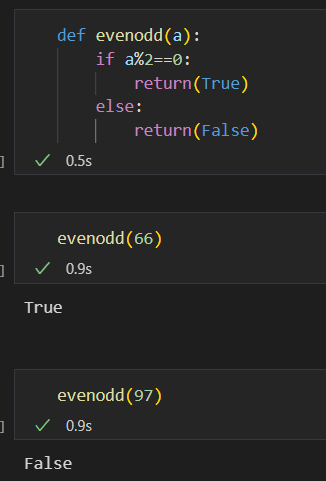 def evenodd(a):
    if a%2==0:
        return(True)
    else:
        return(False)
]
0.5s
evenodd(66)
]
0.9s
True
evenodd(97)
]
0.9s
False